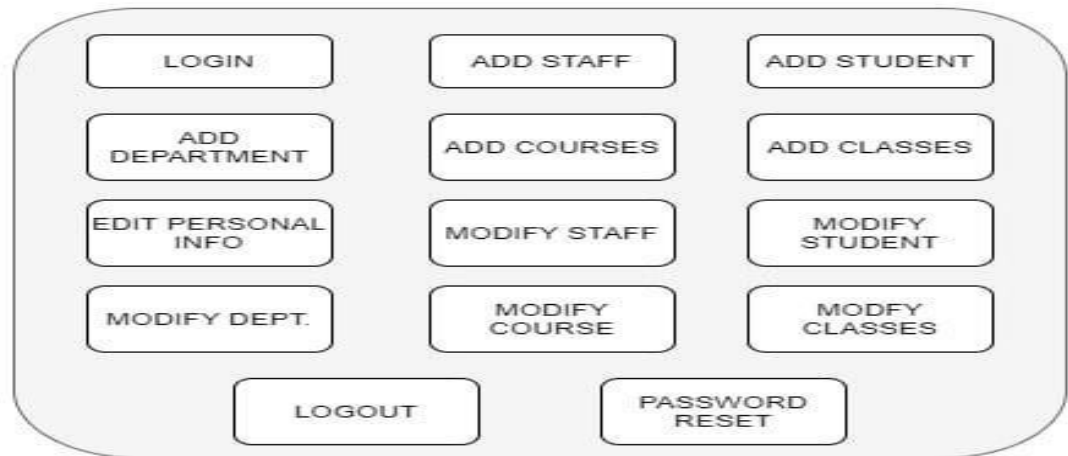 LOGIN
ADD STAFF
ADD STUDENT
ADD
DEPARTMENT
ADD COURSES
ADD CLASSES
EDIT PERSONAL
INFO
MODIFY STAFF
MODIFY
STUDENT
MODIFY DEPT.
MODIFY
COURSE
MODFY
CLASSES
LOGOUT
PASSWORD
RESET